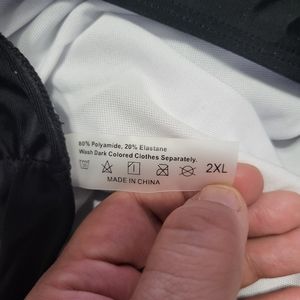 80% Polyamide, 20% Elastane
Wash Dark Colored Clothes Separately.
2XL
MADE IN CHINA